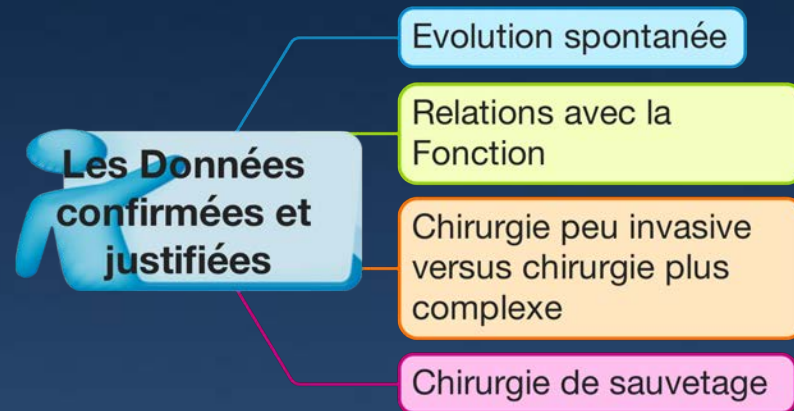 Les Données
confirmées et
justifiées
Evolution spontanée
Relations avec la
Fonction
Chirurgie peu invasive
versus chirurgie plus
complexe
Chirurgie de sauvetage